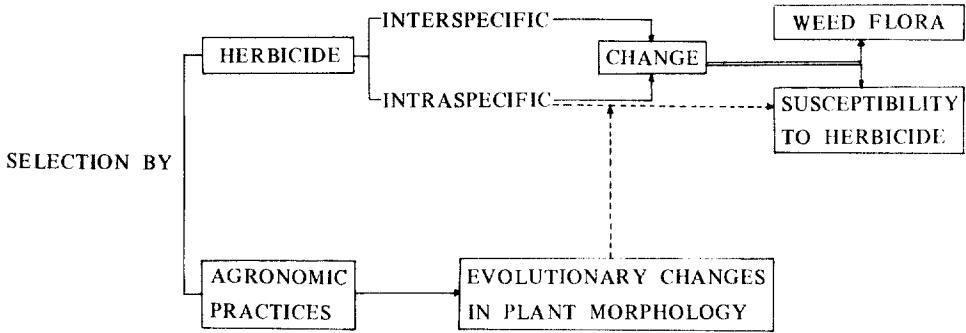 INTERSPECIFIC
WEED FLORA
HERBICIDE
CHANGE
INTRASPECIFIC
SUSCEPTIBILITY
TO HERBICIDE
SELECTION BY
AGRONOMIC
PRACTICES
EVOLUTIONARY CHANGES
IN PLANT MORPHOLOGY